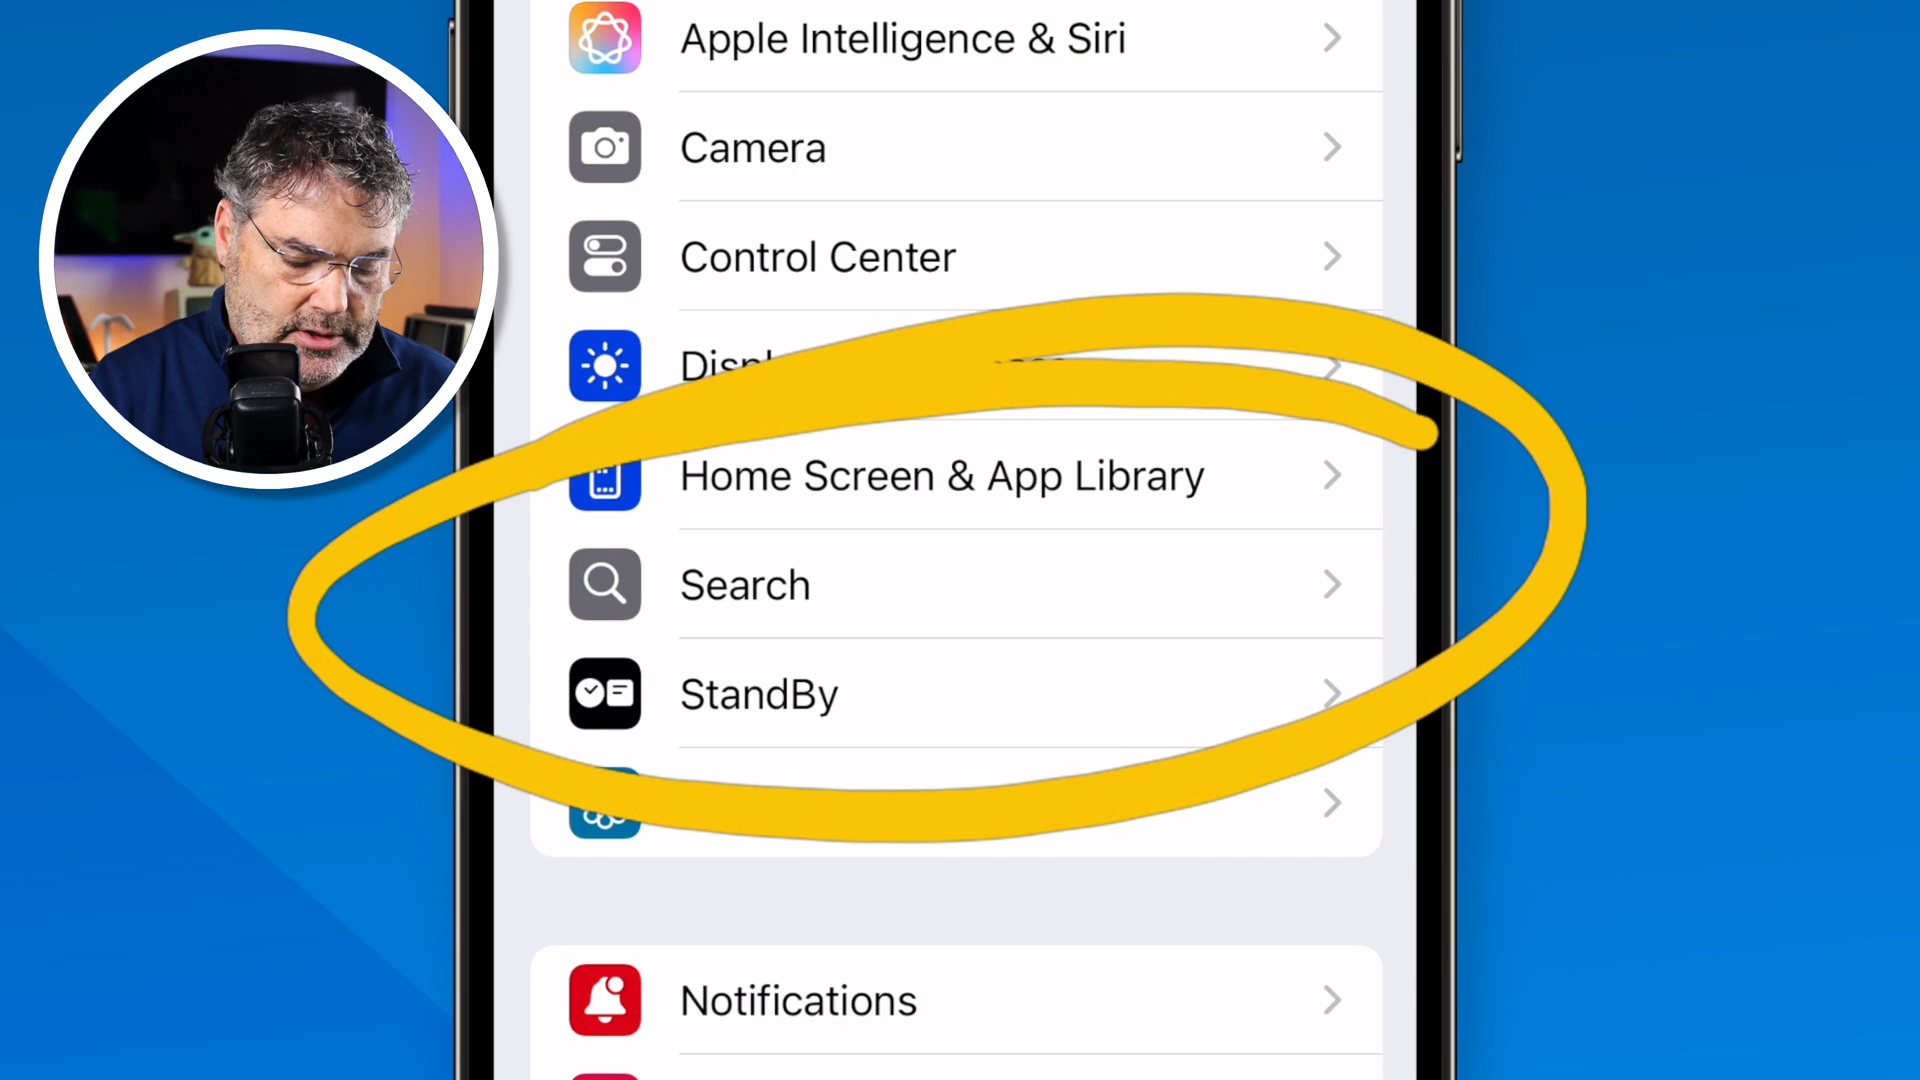 Apple Intelligence & Siri
Camera
Control Center
Home Screen & App Library
Search
StandBy
Notifications